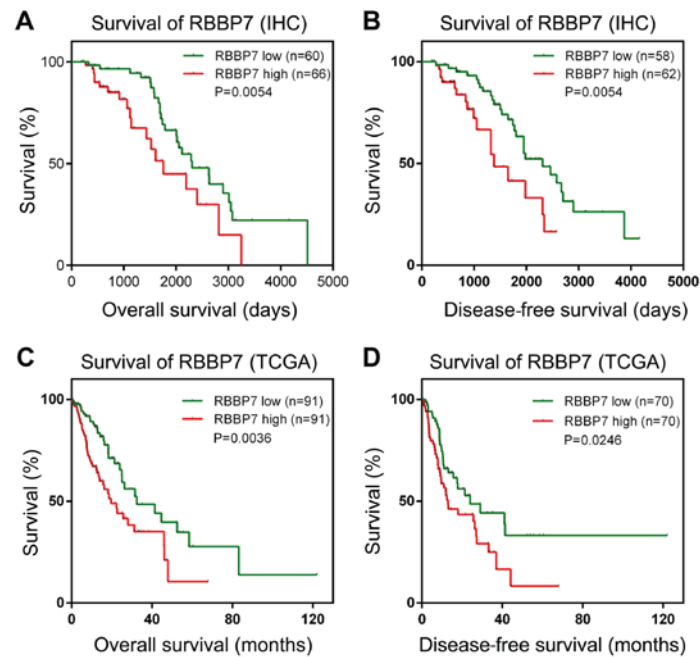 A
Survival of RBBP7 (IHC)
RBBP7 low (n=60)
RBBP7 high (n=66)
P=0.0054
100
50
0
Survival (%)
0 1000 2000 3000 4000 5000
Overall survival (days)
B
Survival of RBBP7 (IHC)
RBBP7 low (n=58)
RBBP7 high (n=62)
P=0.0054
100
50
0
Survival (%)
0 1000 2000 3000 4000 5000
Disease-free survival (days)
C
Survival of RBBP7 (TCGA)
RBBP7 low (n=91)
RBBP7 high (n=91)
P=0.0036
100
50
0
Survival (%)
0 40 80 120
Overall survival (months)
D
Survival of RBBP7 (TCGA)
RBBP7 low (n=70)
RBBP7 high (n=70)
P=0.0246
100
50
0
Survival (%)
0 40 80 120
Disease-free survival (months)